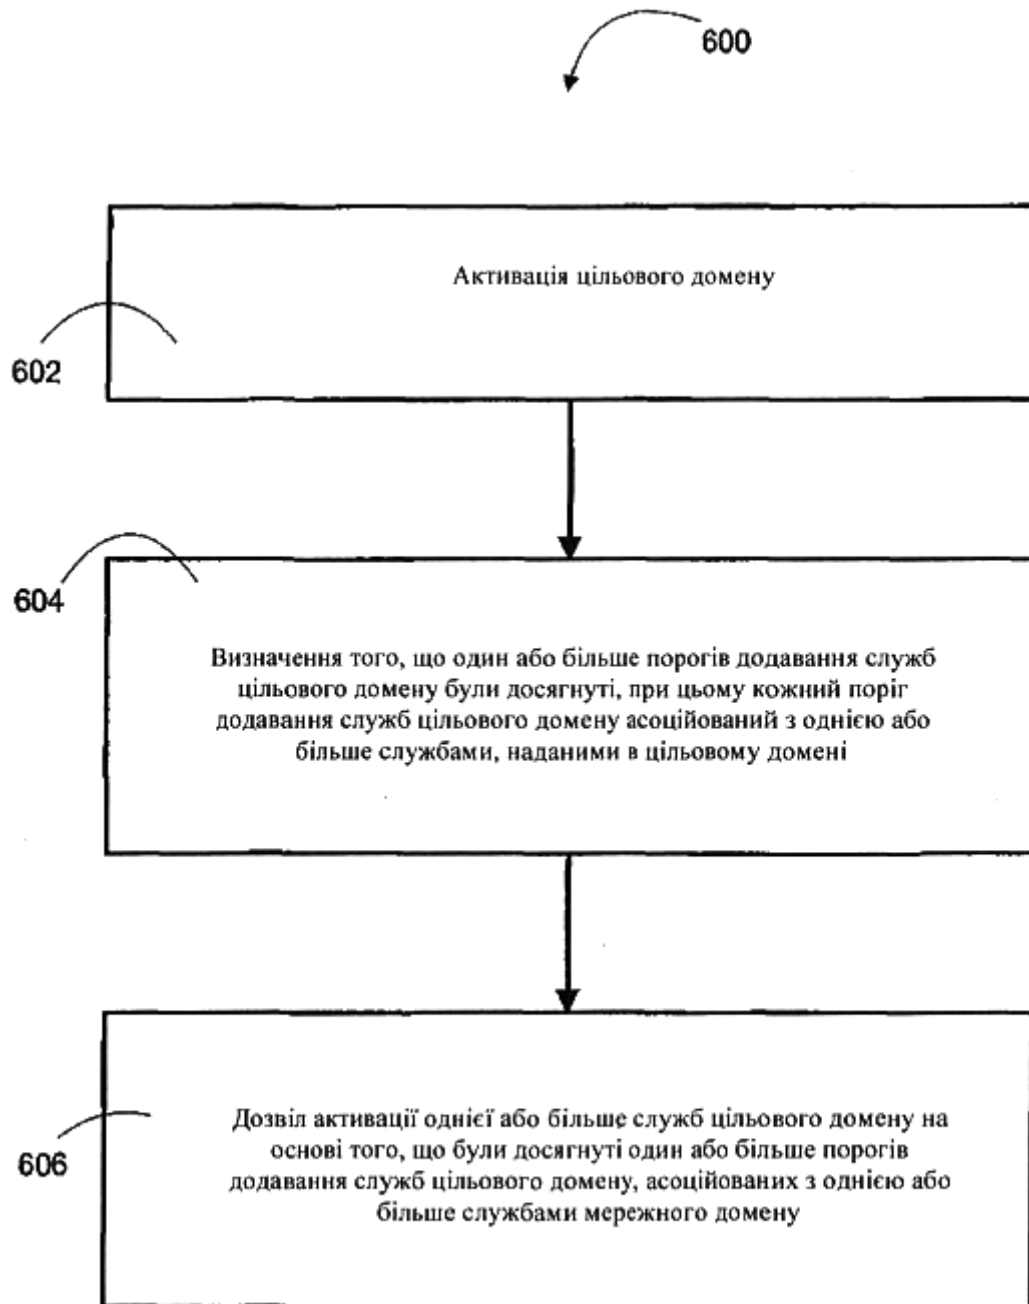 600
Активація цільового домену
602
604
Визначення того, що один або більше порогів додавання служб
цільового домену були досягнуті, при цьому кожний поріг
додавання служб цільового домену асоційований з однією або
більше службами, наданими в цільовому домені
Дозвіл активації однієї або більше служб цільового домену на
основі того, що були досягнуті один або більше порогів
додавання служб цільового домену, асоційованих з однією або
більше службами мережного домену
606